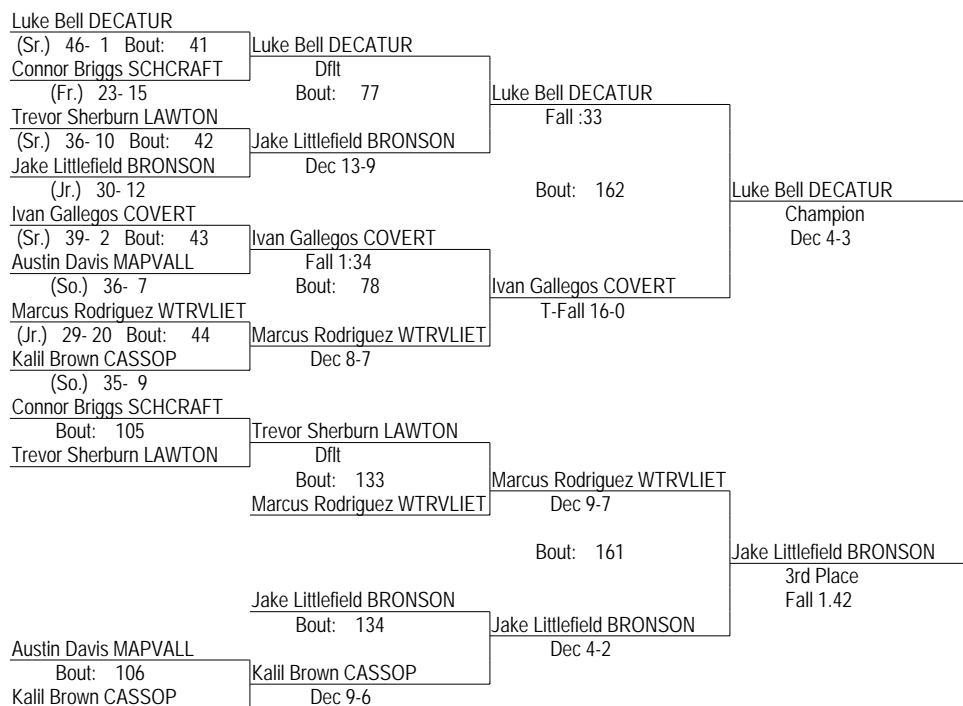 Luke Bell DECATUR
(Sr.) 46- 1 Bout: 41
Luke Bell DECATUR
Connor Briggs SCHCRAFT
Dflt
(Fr.) 23- 15
Bout: 77
Luke Bell DECATUR
Trevor Sherburn LAWTON
Fall :33
(Sr.) 36- 10 Bout: 42
Jake Littlefield BRONSON
Jake Littlefield BRONSON
Dec 13-9
(Jr.) 30- 12
Bout: 162
Luke Bell DECATUR
Ivan Gallegos COVERT
Champion
(Sr.) 39- 2 Bout: 43
Ivan Gallegos COVERT
Dec 4-3
Austin Davis MAPVALL
Fall 1:34
(So.) 36- 7
Bout: 78
Ivan Gallegos COVERT
Marcus Rodriguez WTRVLIET
T-Fall 16-0
(Jr.) 29- 20 Bout: 44
Marcus Rodriguez WTRVLIET
Kalil Brown CASSOP
Dec 8-7
(So.) 35- 9
Connor Briggs SCHCRAFT
Bout: 105
Trevor Sherburn LAWTON
Trevor Sherburn LAWTON
Dflt
Bout: 133
Marcus Rodriguez WTRVLIET
Marcus Rodriguez WTRVLIET
Dec 9-7
Bout: 161
Jake Littlefield BRONSON
3rd Place
Jake Littlefield BRONSON
Fall 1.42
Bout: 134
Jake Littlefield BRONSON
Austin Davis MAPVALL
Dec 4-2
Bout: 106
Kalil Brown CASSOP
Kalil Brown CASSOP
Dec 9-6